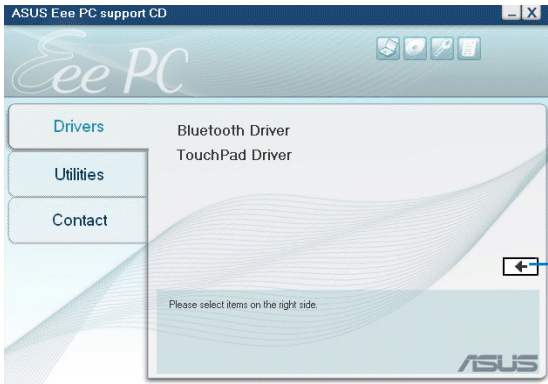 ASUS Eee PC support CD
Eee PC
Drivers
Utilities
Contact
Bluetooth Driver
TouchPad Driver
Please select items on the right side.
ASUS